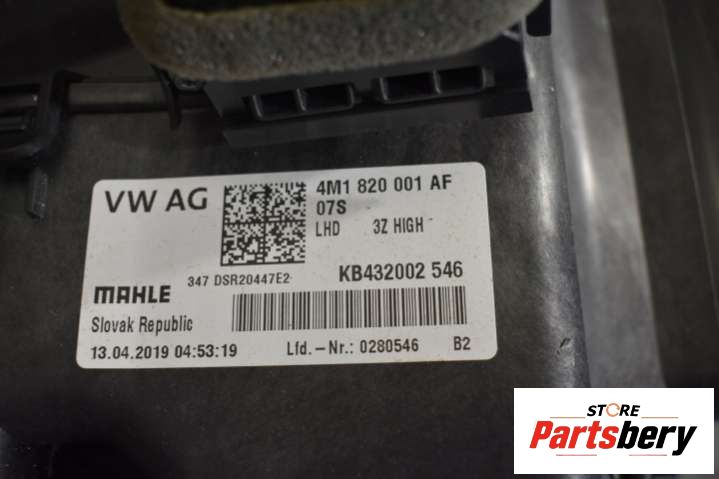 VW AG
4M1 820 001 AF
07S
LHD 3Z HIGH
347 DSR20447E2
KB432002 546
MAHLE
Slovak Republic
13.04.2019 04:53:19
Lfd.-Nr.: 0280546 B2
STORE
Partsbery